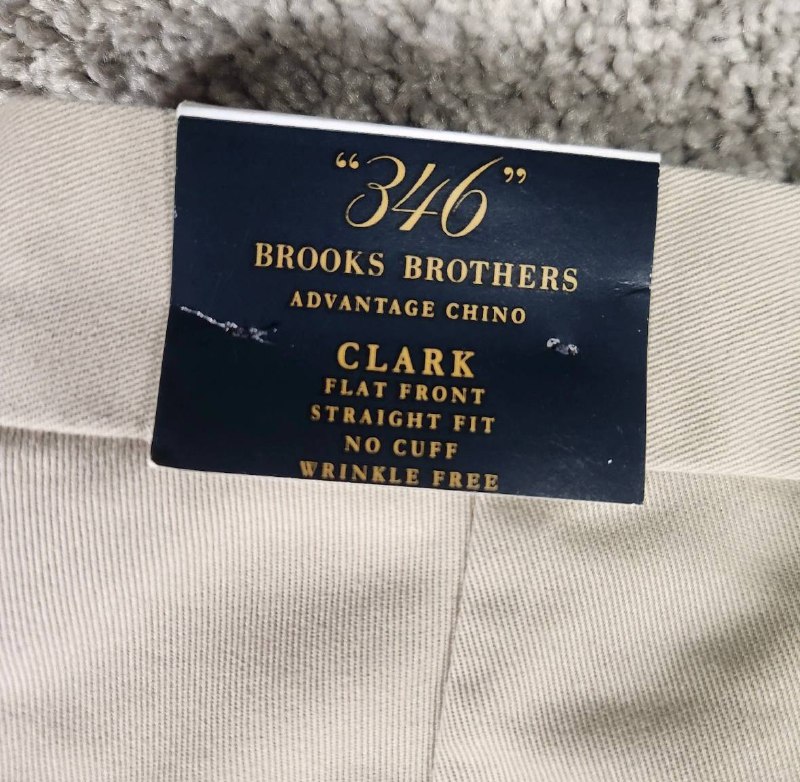 “346”
BROOKS BROTHERS
ADVANTAGE CHINO
CLARK
FLAT FRONT
STRAIGHT FIT
NO CUFF
WRINKLE FREE